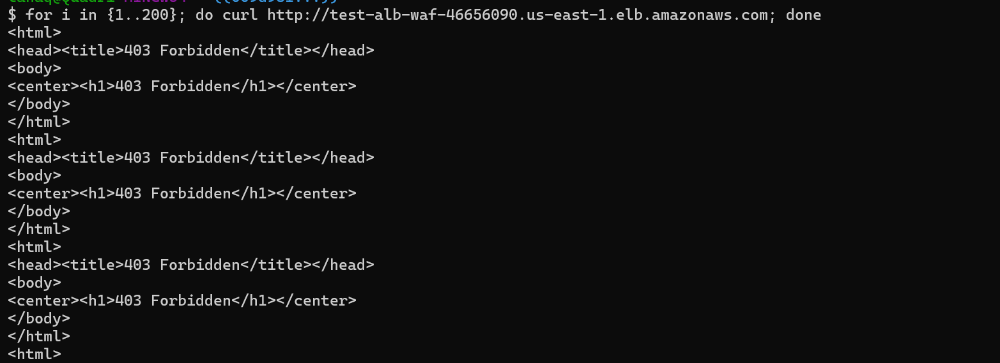 $ for i in {1..200}; do curl http://test-alb-waf-46656090.us-east-1.elb.amazonaws.com; done
<html>
<head><title>403 Forbidden</title></head>
<body>
<center><h1>403 Forbidden</h1></center>
</body>
</html>
<html>
<head><title>403 Forbidden</title></head>
<body>
<center><h1>403 Forbidden</h1></center>
</body>
</html>
<html>
<head><title>403 Forbidden</title></head>
<body>
<center><h1>403 Forbidden</h1></center>
</body>
</html>
<html>